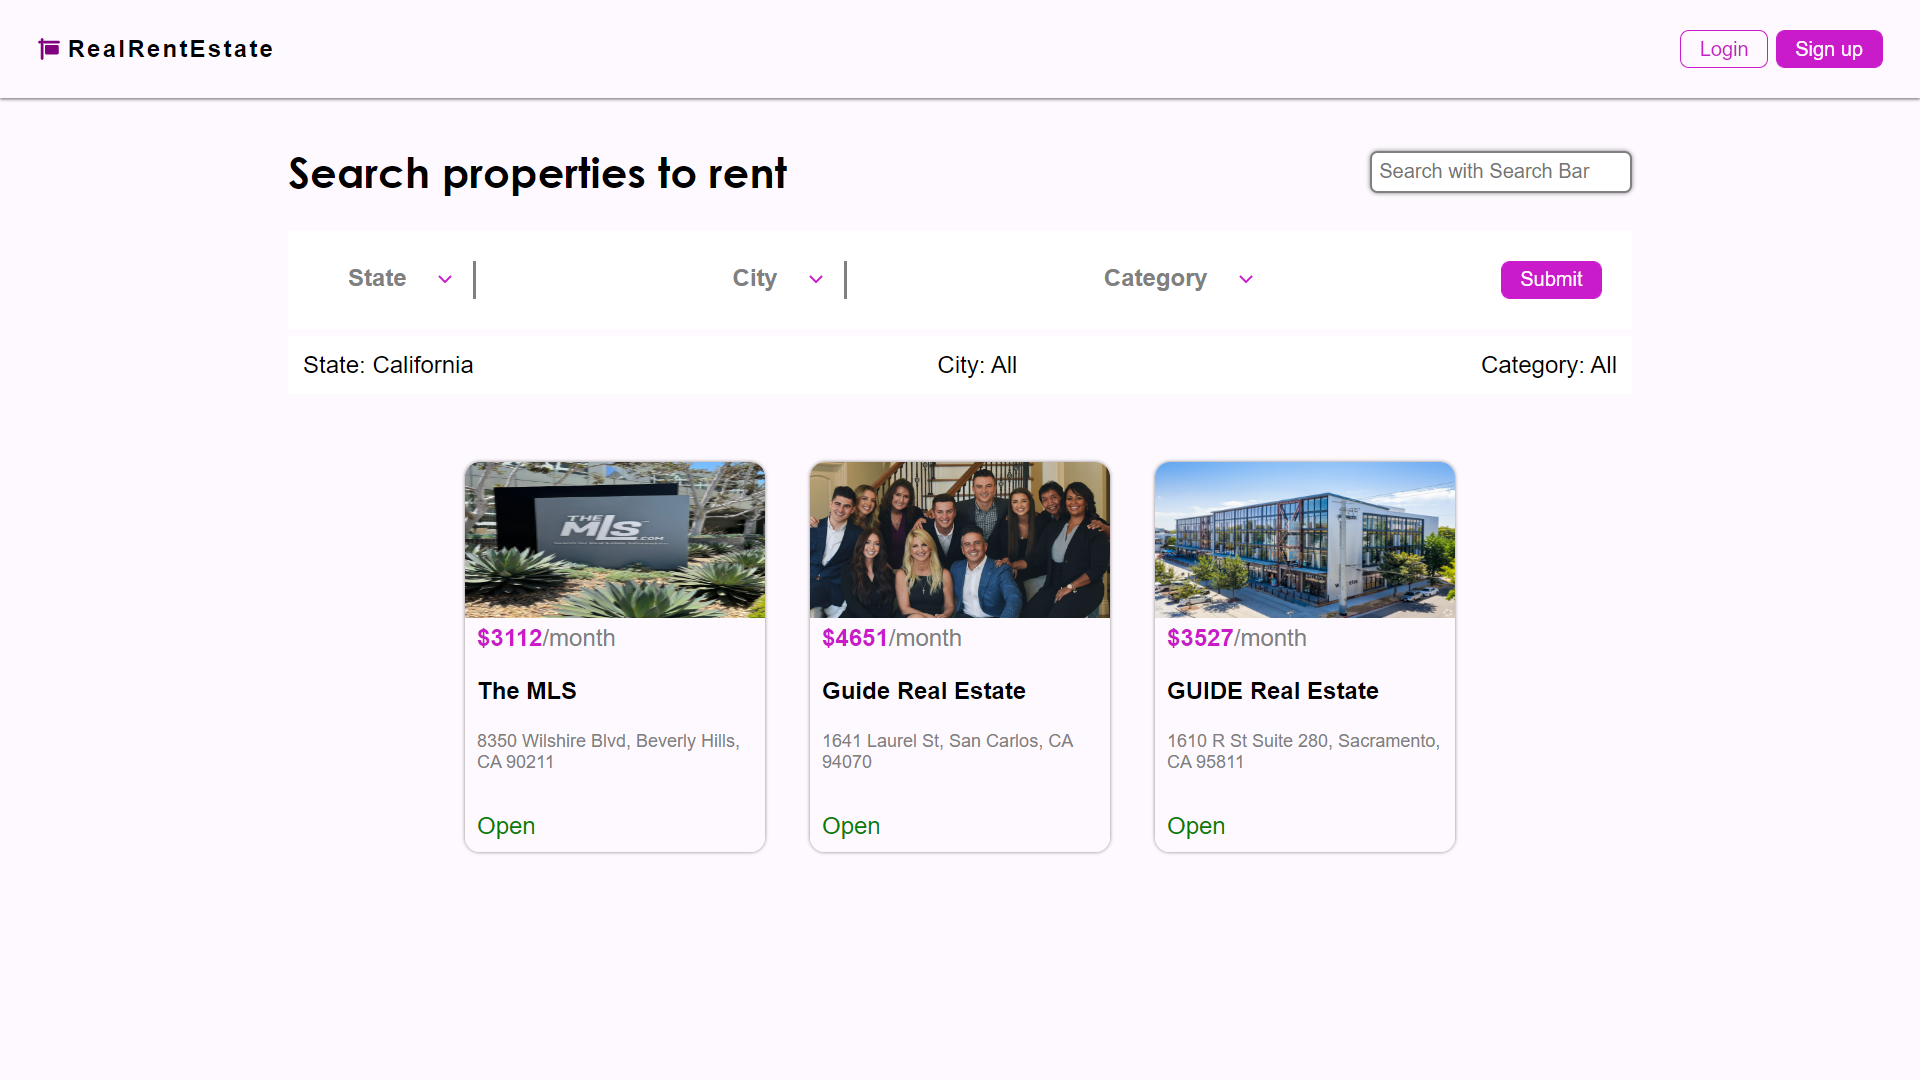 RealRentEstate
Login
Sign up
Search properties to rent
Search with Search Bar
State
City
Category
Submit
State: California
City: All
Category: All
THE
MLS
.COM
$3112/month
The MLS
8350 Wilshire Blvd, Beverly Hills,
CA 90211
Open
$4651/month
Guide Real Estate
1641 Laurel St, San Carlos, CA
94070
Open
$3527/month
GUIDE Real Estate
1610 R St Suite 280, Sacramento,
CA 95811
Open